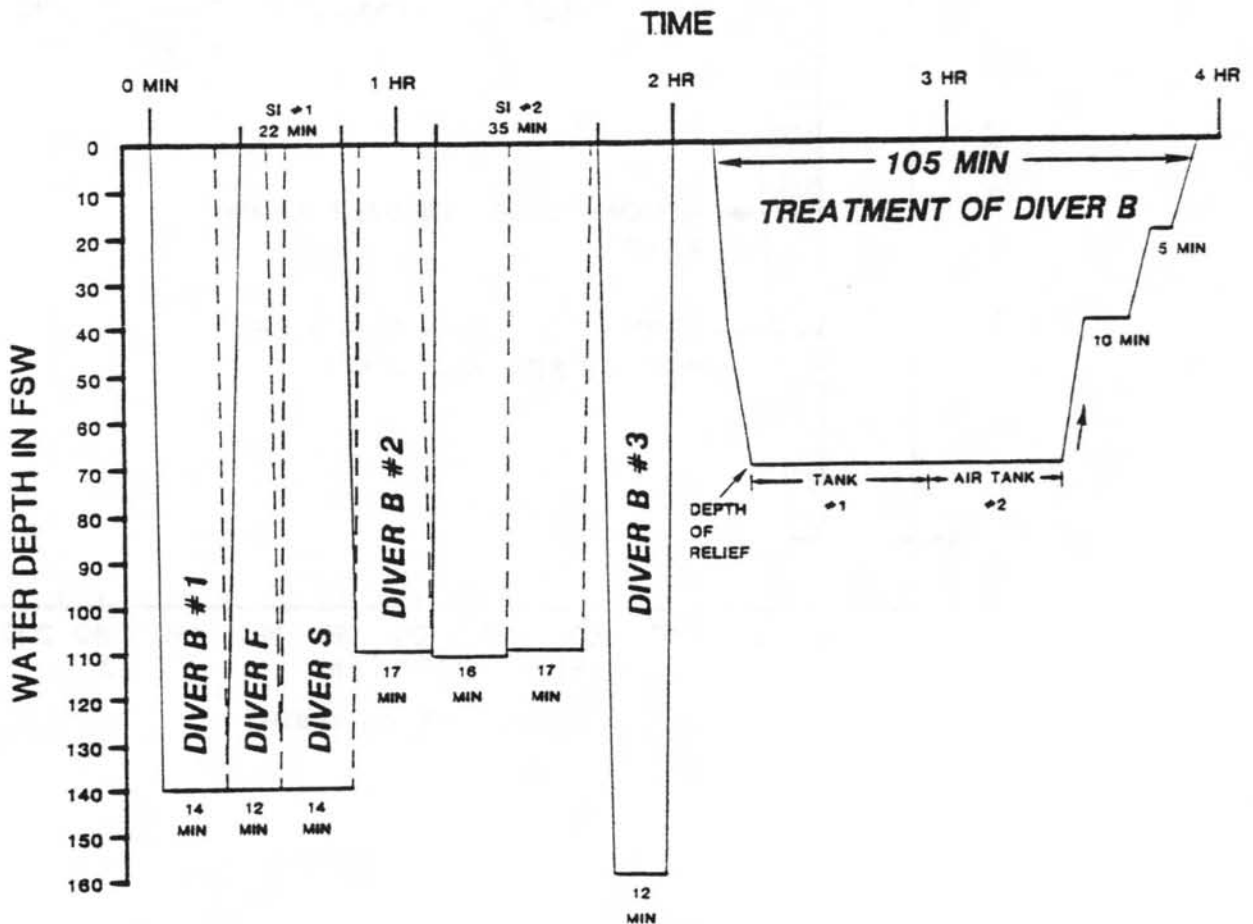 TIME
0 MIN
1 HR
2 HR
3 HR
4 HR
SI #1
22 MIN
SI #2
35 MIN
WATER DEPTH IN FSW
0
10
20
30
40
50
60
70
80
90
100
110
120
130
140
150
160
DIVER B #1
DIVER F
DIVER S
DIVER B #2
DIVER B #3
14
MIN
12
MIN
14
MIN
17
MIN
16
MIN
17
MIN
12
MIN
105 MIN
TREATMENT OF DIVER B
5 MIN
10 MIN
DEPTH
OF
RELIEF
TANK
#1
AIR TANK
#2